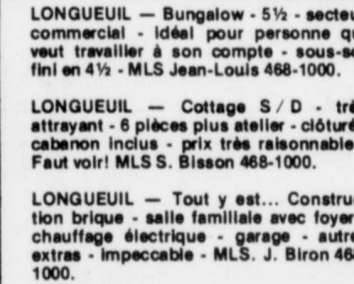 LONGUEUIL — Bungalow - 5½ - secteu
commercial - idéal pour personne qu
veut travailler à son compte - sous-s
fini en 4½ - MLS Jean-Louis 468-1000.
LONGUEUIL — Cottage S / D - trè
attrayant - 6 pièces plus atelier - clôturé
cabanon inclus - prix très raisonnable
Faut voir! MLS S. Bisson 468-1000.
LONGUEUIL — Tout y est... Constru
tion brique - salle familiale avec foyer
chauffage électrique - garage - autre
extras - impeccable - MLS. J. Biron 46
1000.